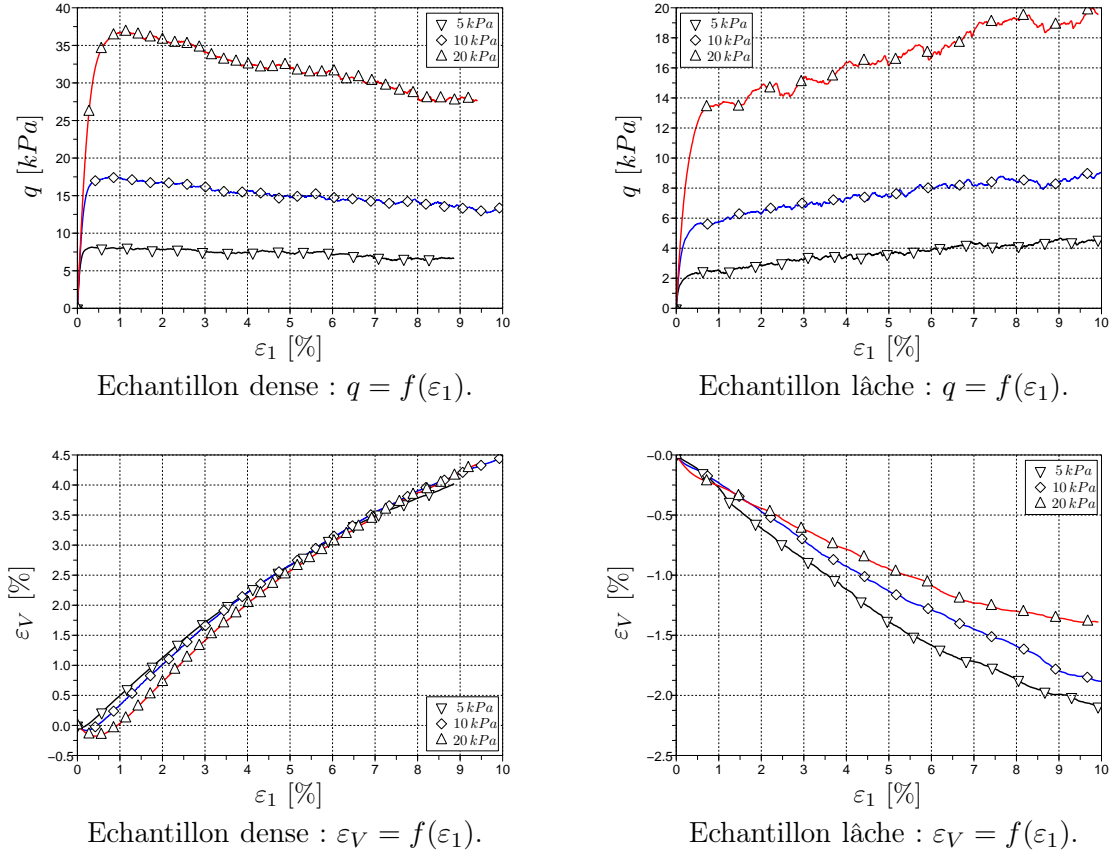 40
35
30
25
20
15
10
5
0
q [kPa]
5 kPa
10 kPa
20 kPa
0 1 2 3 4 5 6 7 8 9 10
ε₁ [%]
Echantillon dense : q = f(ε₁).
20
18
16
14
12
10
8
6
4
2
0
q [kPa]
5 kPa
10 kPa
20 kPa
0 1 2 3 4 5 6 7 8 9 10
ε₁ [%]
Echantillon lâche : q = f(ε₁).
4.5
4.0
3.5
3.0
2.5
2.0
1.5
1.0
0.5
0.0
−0.5
ε_V [%]
5 kPa
10 kPa
20 kPa
0 1 2 3 4 5 6 7 8 9 10
ε₁ [%]
Echantillon dense : ε_V = f(ε₁).
−0.0
−0.5
−1.0
−1.5
−2.0
−2.5
ε_V [%]
5 kPa
10 kPa
20 kPa
0 1 2 3 4 5 6 7 8 9 10
ε₁ [%]
Echantillon lâche : ε_V = f(ε₁).